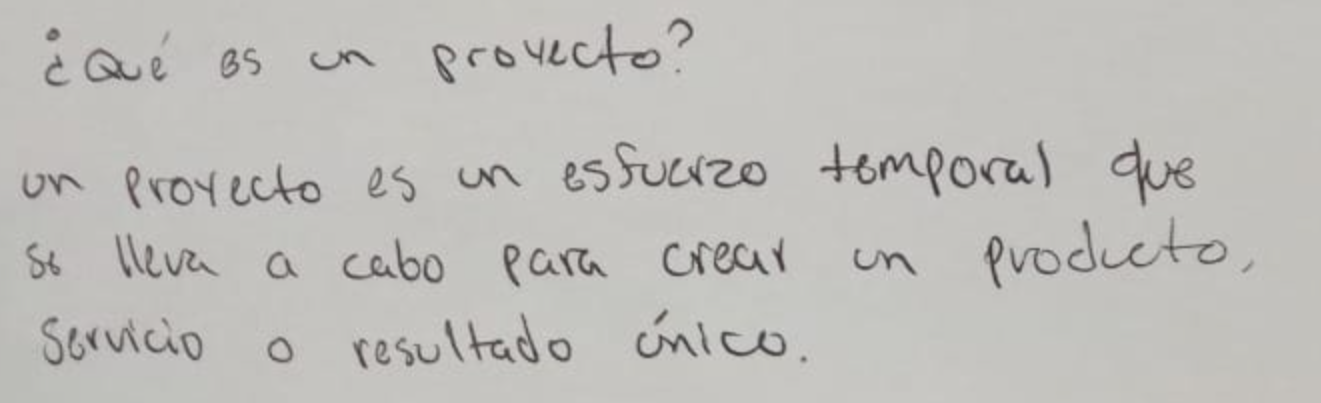 ¿Qué es un proyecto?
un proyecto es un esfuerzo temporal que
se lleva a cabo para crear un producto,
servicio o resultado único.